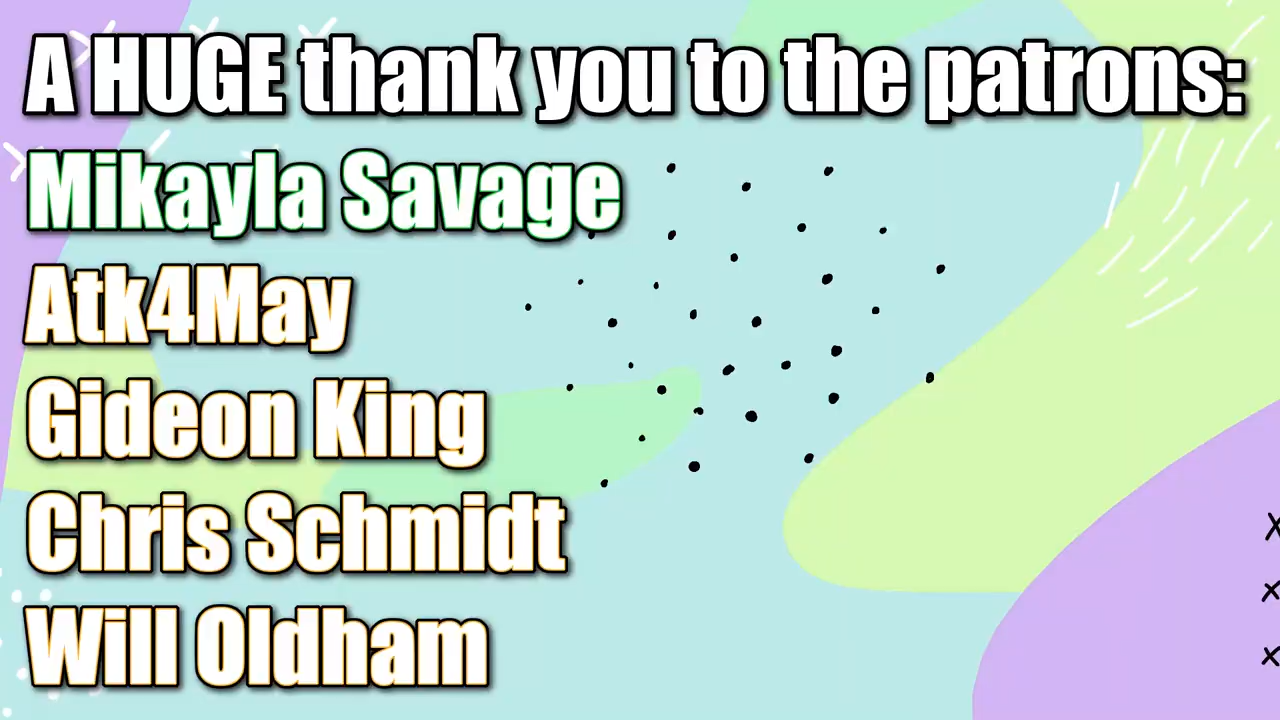 A HUGE thank you to the patrons:
Mikayla Savage
Atk4May
Gideon King
Chris Schmidt
Will Oldham